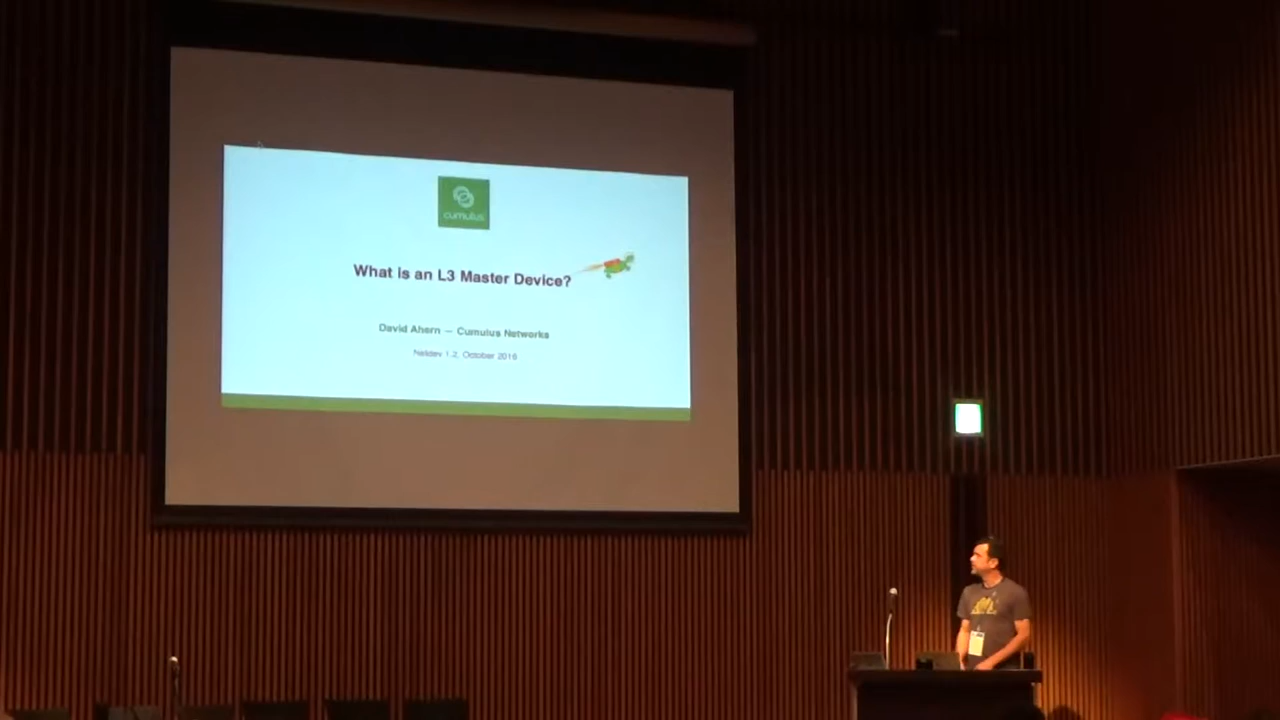 cumulus
What is an L3 Master Device?
David Ahern – Cumulus Networks
Netdev 1.2, October 2016